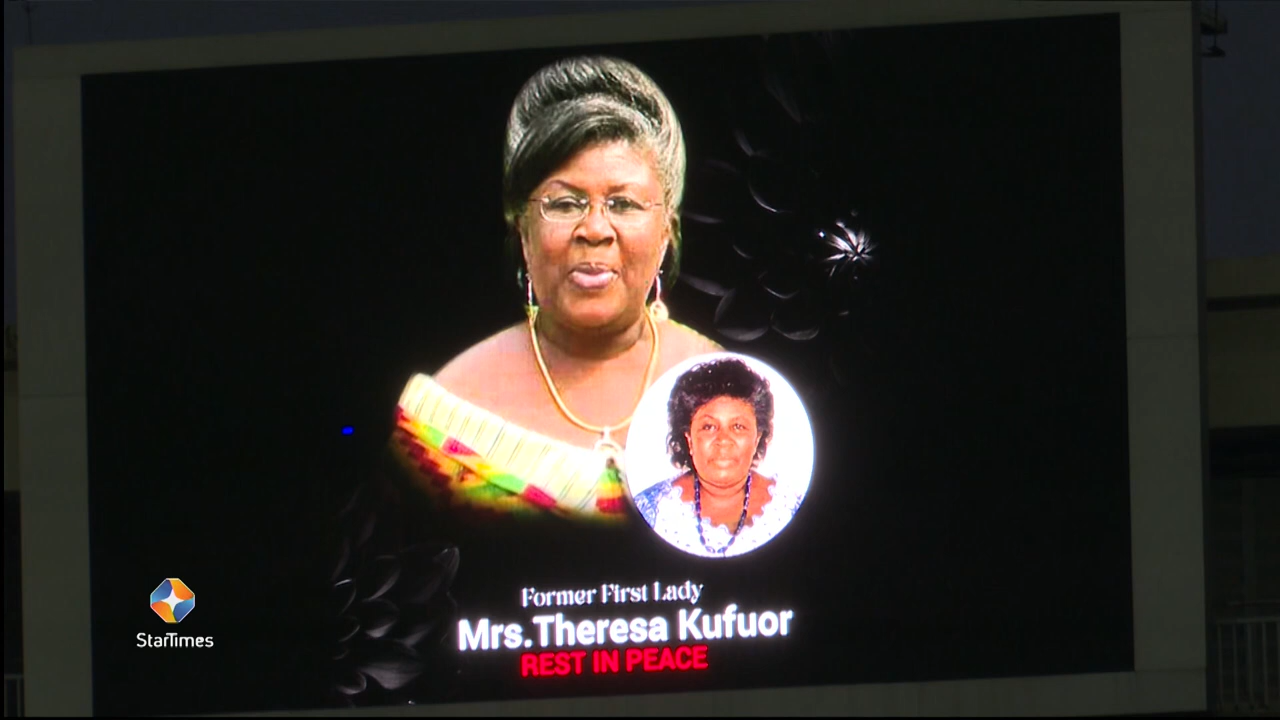 Former First Lady
Mrs.Theresa Kufuor
REST IN PEACE
StarTimes